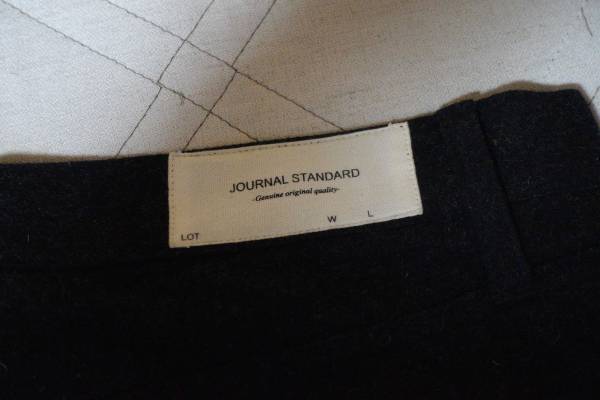 JOURNAL STANDARD
-Genuine original quality-
W L
LOT